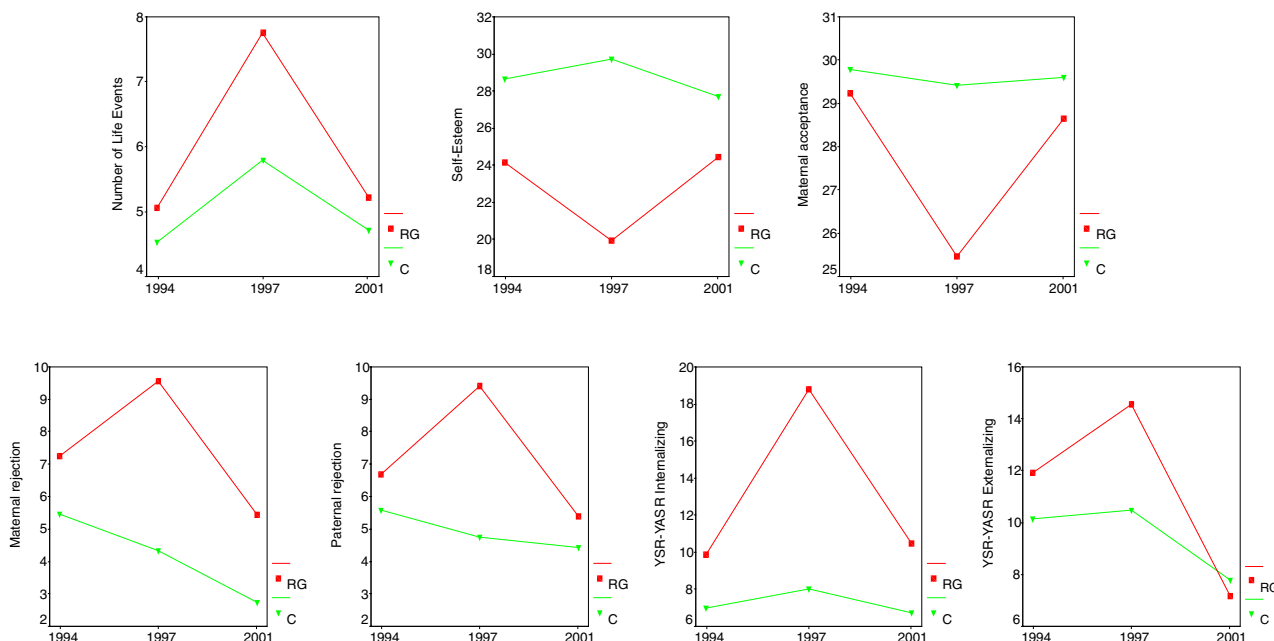 Number of Life Events
8
7
6
5
4
1994 1997 2001
RG
C
Self-Esteem
32
30
28
26
24
22
20
18
1994 1997 2001
RG
C
Maternal acceptance
31
30
29
28
27
26
25
1994 1997 2001
RG
C
Maternal rejection
10
9
8
7
6
5
4
3
2
1994 1997 2001
RG
C
Paternal rejection
10
9
8
7
6
5
4
3
2
1994 1997 2001
RG
C
YSR-YASR Internalizing
20
18
16
14
12
10
8
6
1994 1997 2001
RG
C
YSR-YASR Externalizing
16
14
12
10
8
6
1994 1997 2001
RG
C